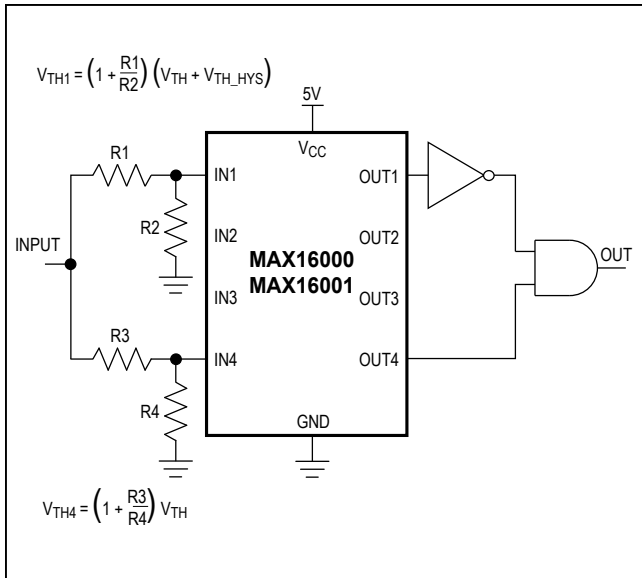 V_TH1 = (1 + R1/R2) (V_TH + V_TH_HYS)
5V
V_CC
R1
IN1
OUT1
R2
IN2
OUT2
INPUT
MAX16000
MAX16001
OUT
IN3
OUT3
R3
IN4
OUT4
R4
GND
V_TH4 = (1 + R3/R4) V_TH